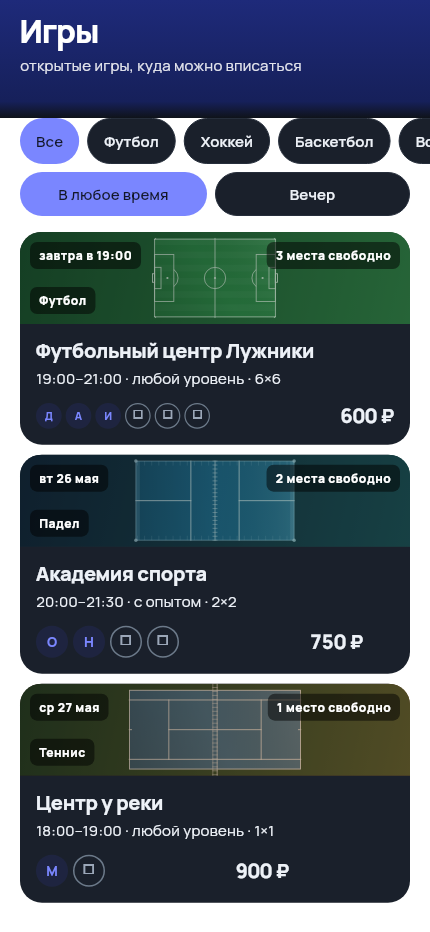 Игры
открытые игры, куда можно вписаться
Все Футбол Хоккей Баскетбол
В любое время Вечер
завтра в 19:00 3 места свободно
Футбол
Футбольный центр Лужники
19:00–21:00 · любой уровень · 6×6
Д А И 600 ₽
вт 26 мая 2 места свободно
Падел
Академия спорта
20:00–21:30 · с опытом · 2×2
О Н 750 ₽
ср 27 мая 1 место свободно
Теннис
Центр у реки
18:00–19:00 · любой уровень · 1×1
М 900 ₽